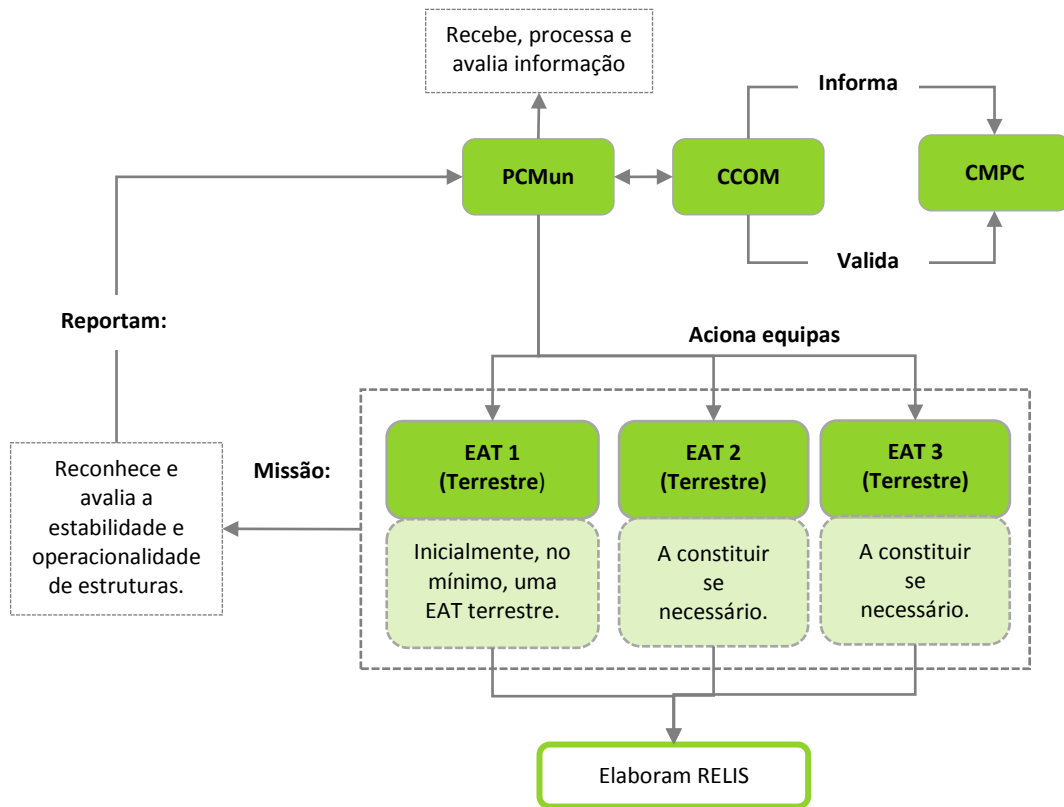 Recebe, processa e
avalia informação
Informa
PCMun
CCOM
CMPC
Valida
Reportam:
Aciona equipas
EAT 1
(Terrestre)
EAT 2
(Terrestre)
EAT 3
(Terrestre)
Missão:
Reconhece e
avalia a
estabilidade e
operacionalidade
de estruturas.
Inicialmente, no
mínimo, uma
EAT terrestre.
A constituir
se
necessário.
A constituir
se
necessário.
Elaboram RELIS